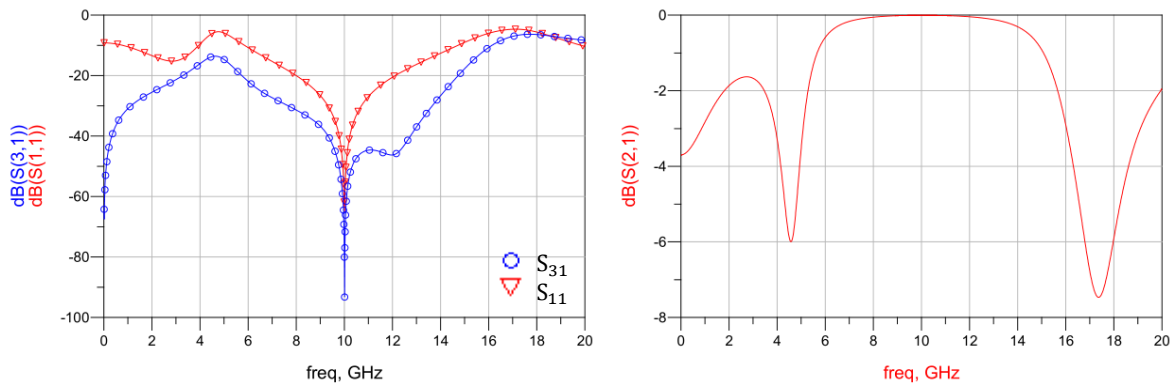 dB(S(3,1))
dB(S(1,1))
0
-20
-40
-60
-80
-100
0 2 4 6 8 10 12 14 16 18 20
freq, GHz
S31
S11
dB(S(2,1))
0
-2
-4
-6
-8
0 2 4 6 8 10 12 14 16 18 20
freq, GHz